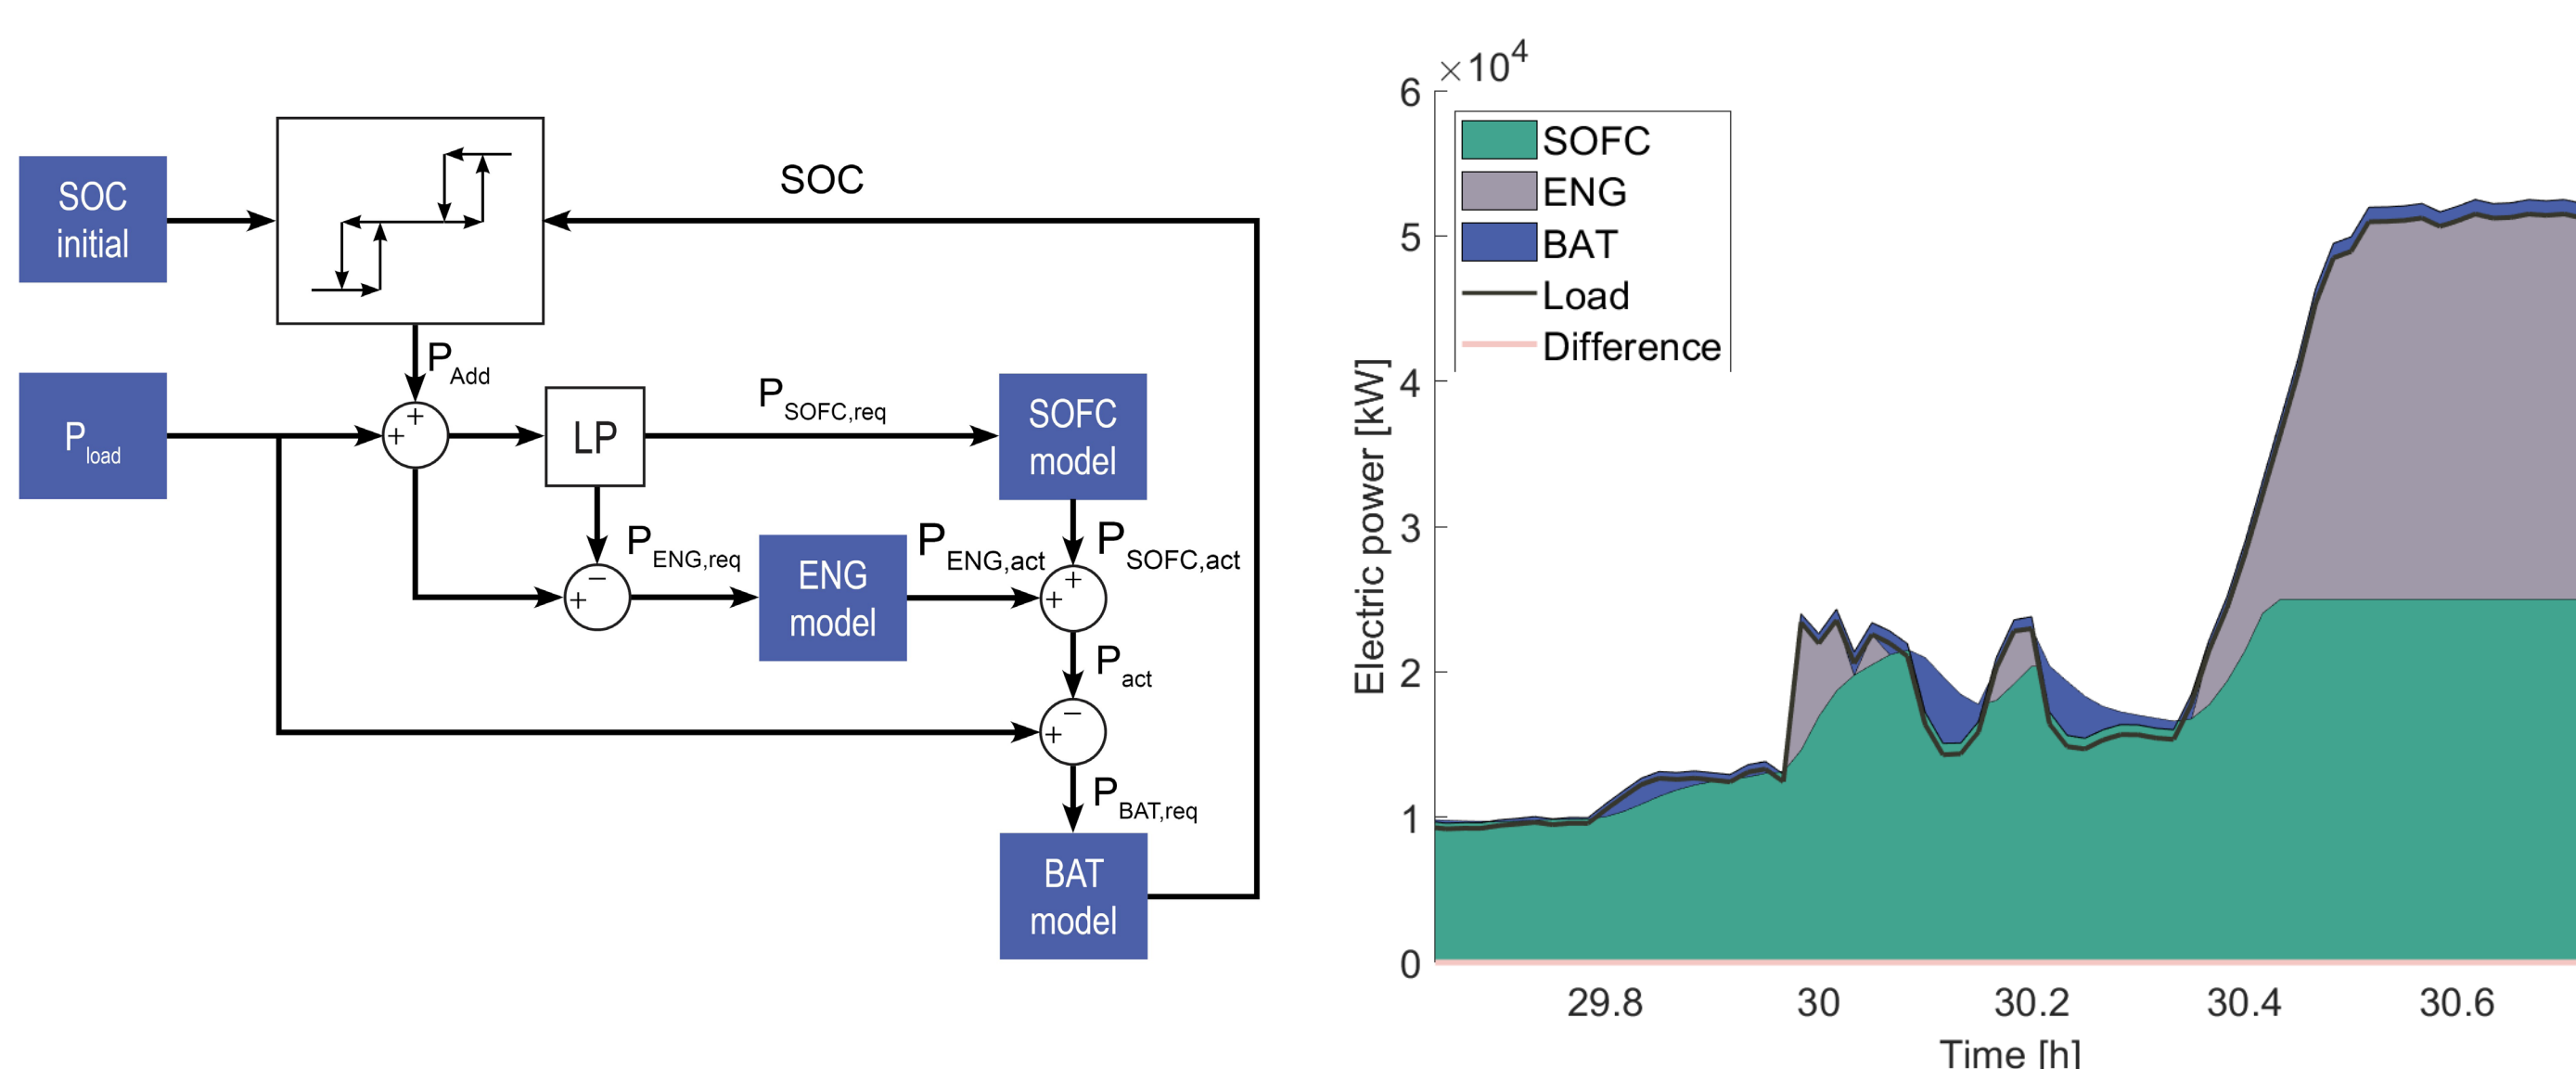 SOC
initial
SOC
P Add
P load
+
+
LP
P SOFC,req
SOFC
model
−
+
P ENG,req
ENG
model
P ENG,act
P SOFC,act
+
+
P act
−
+
P BAT,req
BAT
model
×10^4
6
5
4
3
2
1
0
Electric power [kW]
SOFC
ENG
BAT
Load
Difference
29.8 30 30.2 30.4 30.6
Time [h]